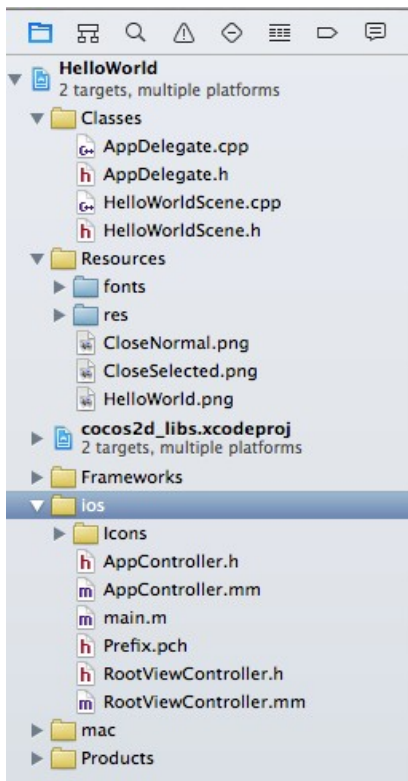 HelloWorld
2 targets, multiple platforms
Classes
AppDelegate.cpp
AppDelegate.h
HelloWorldScene.cpp
HelloWorldScene.h
Resources
fonts
res
CloseNormal.png
CloseSelected.png
HelloWorld.png
cocos2d_libs.xcodeproj
2 targets, multiple platforms
Frameworks
ios
Icons
AppController.h
AppController.mm
main.m
Prefix.pch
RootViewController.h
RootViewController.mm
mac
Products